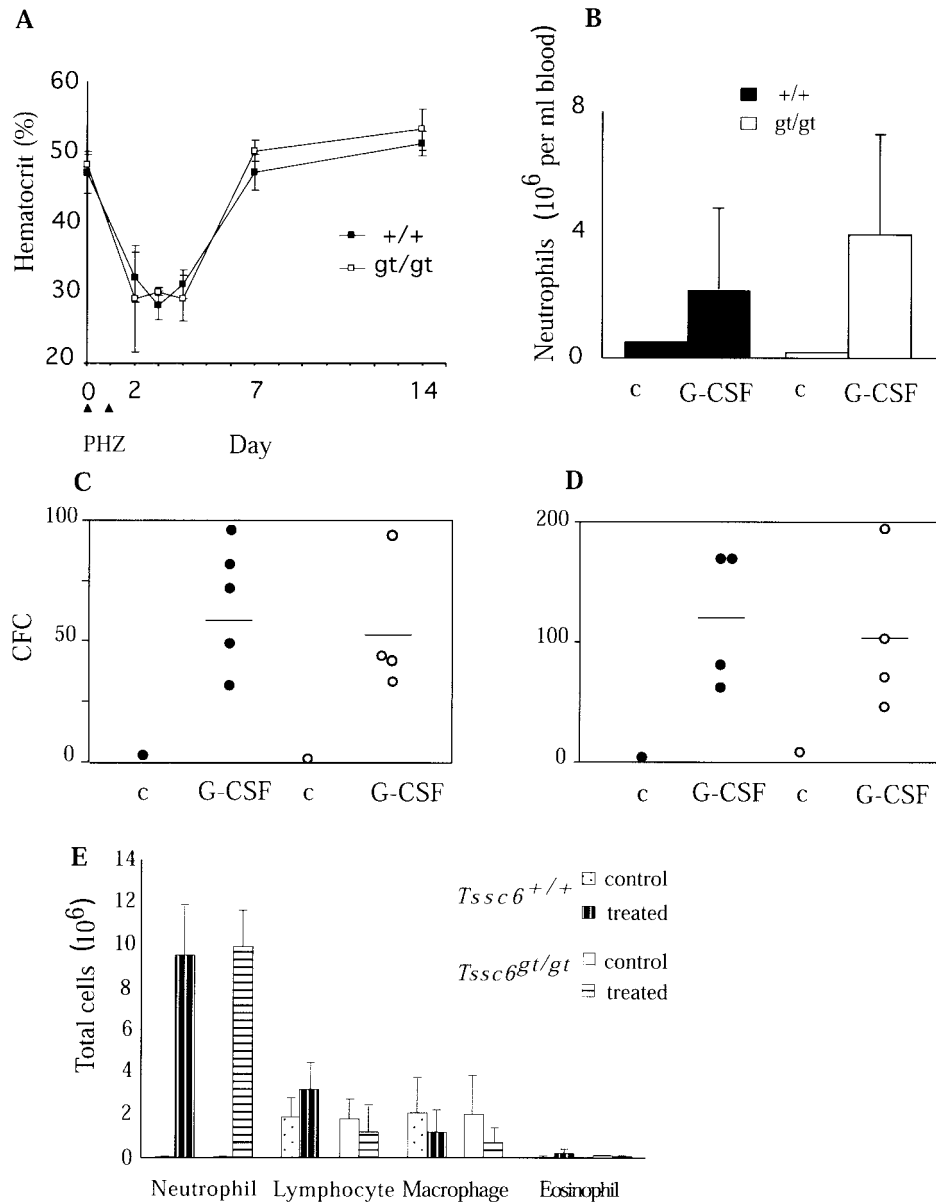 A
60
50
40
30
20
Hematocrit (%)
+/+
gt/gt
0 2 7 14
PHZ
Day
B
8
4
0
Neutrophils (10^6 per ml blood)
+/+
gt/gt
c G-CSF c G-CSF
C
100
50
0
CFC
c G-CSF c G-CSF
D
200
100
0
c G-CSF c G-CSF
E
14
12
10
8
6
4
2
0
Total cells (10^6)
Tssc6+/+
control
treated
Tssc6gt/gt
control
treated
Neutrophil Lymphocyte Macrophage Eosinophil